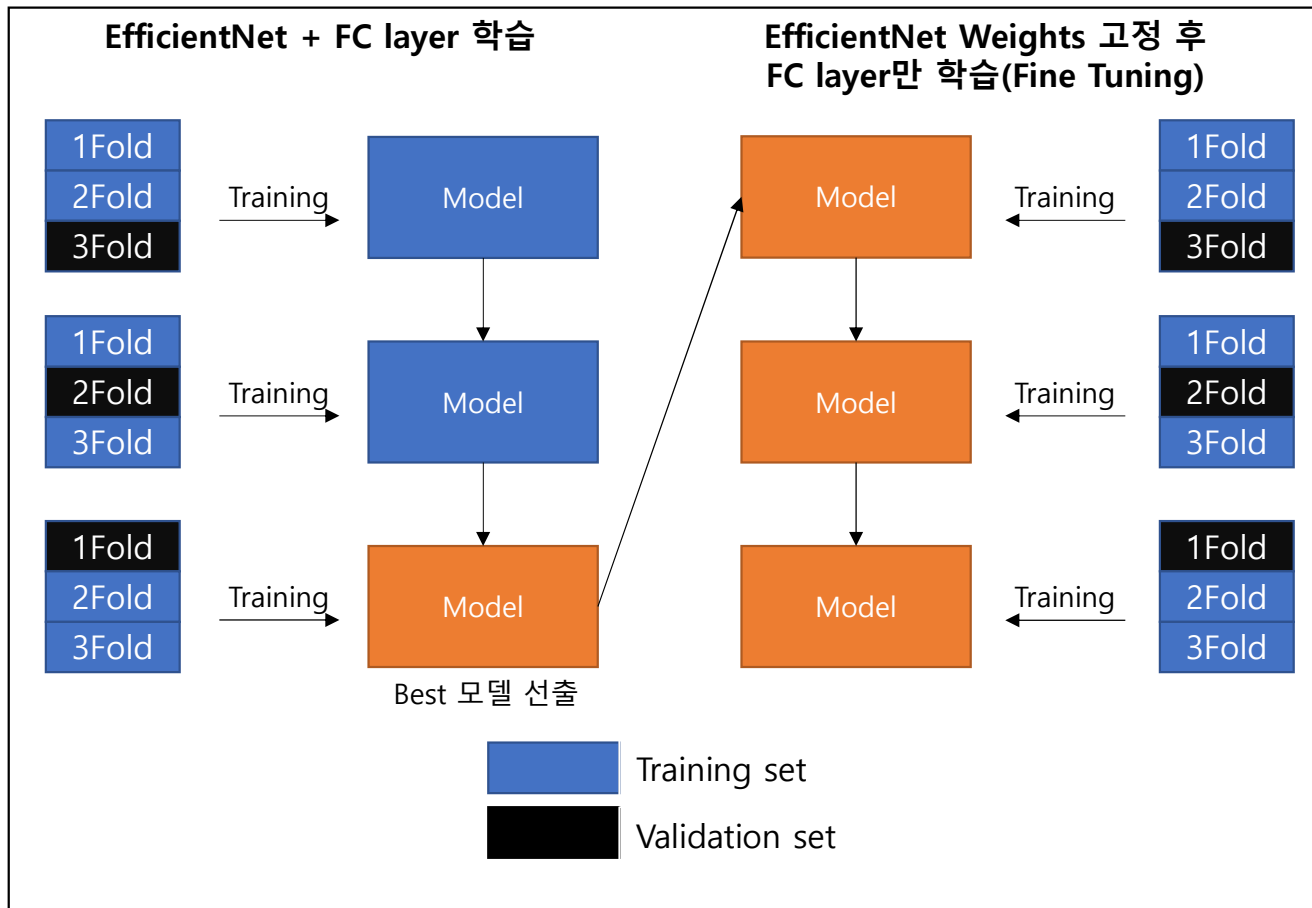 EfficientNet + FC layer 학습
1Fold
2Fold
3Fold
Training
Model
1Fold
2Fold
3Fold
Training
Model
1Fold
2Fold
3Fold
Training
Model
Best 모델 선출
EfficientNet Weights 고정 후
FC layer만 학습(Fine Tuning)
Model
Training
1Fold
2Fold
3Fold
Model
Training
1Fold
2Fold
3Fold
Model
Training
1Fold
2Fold
3Fold
Training set
Validation set